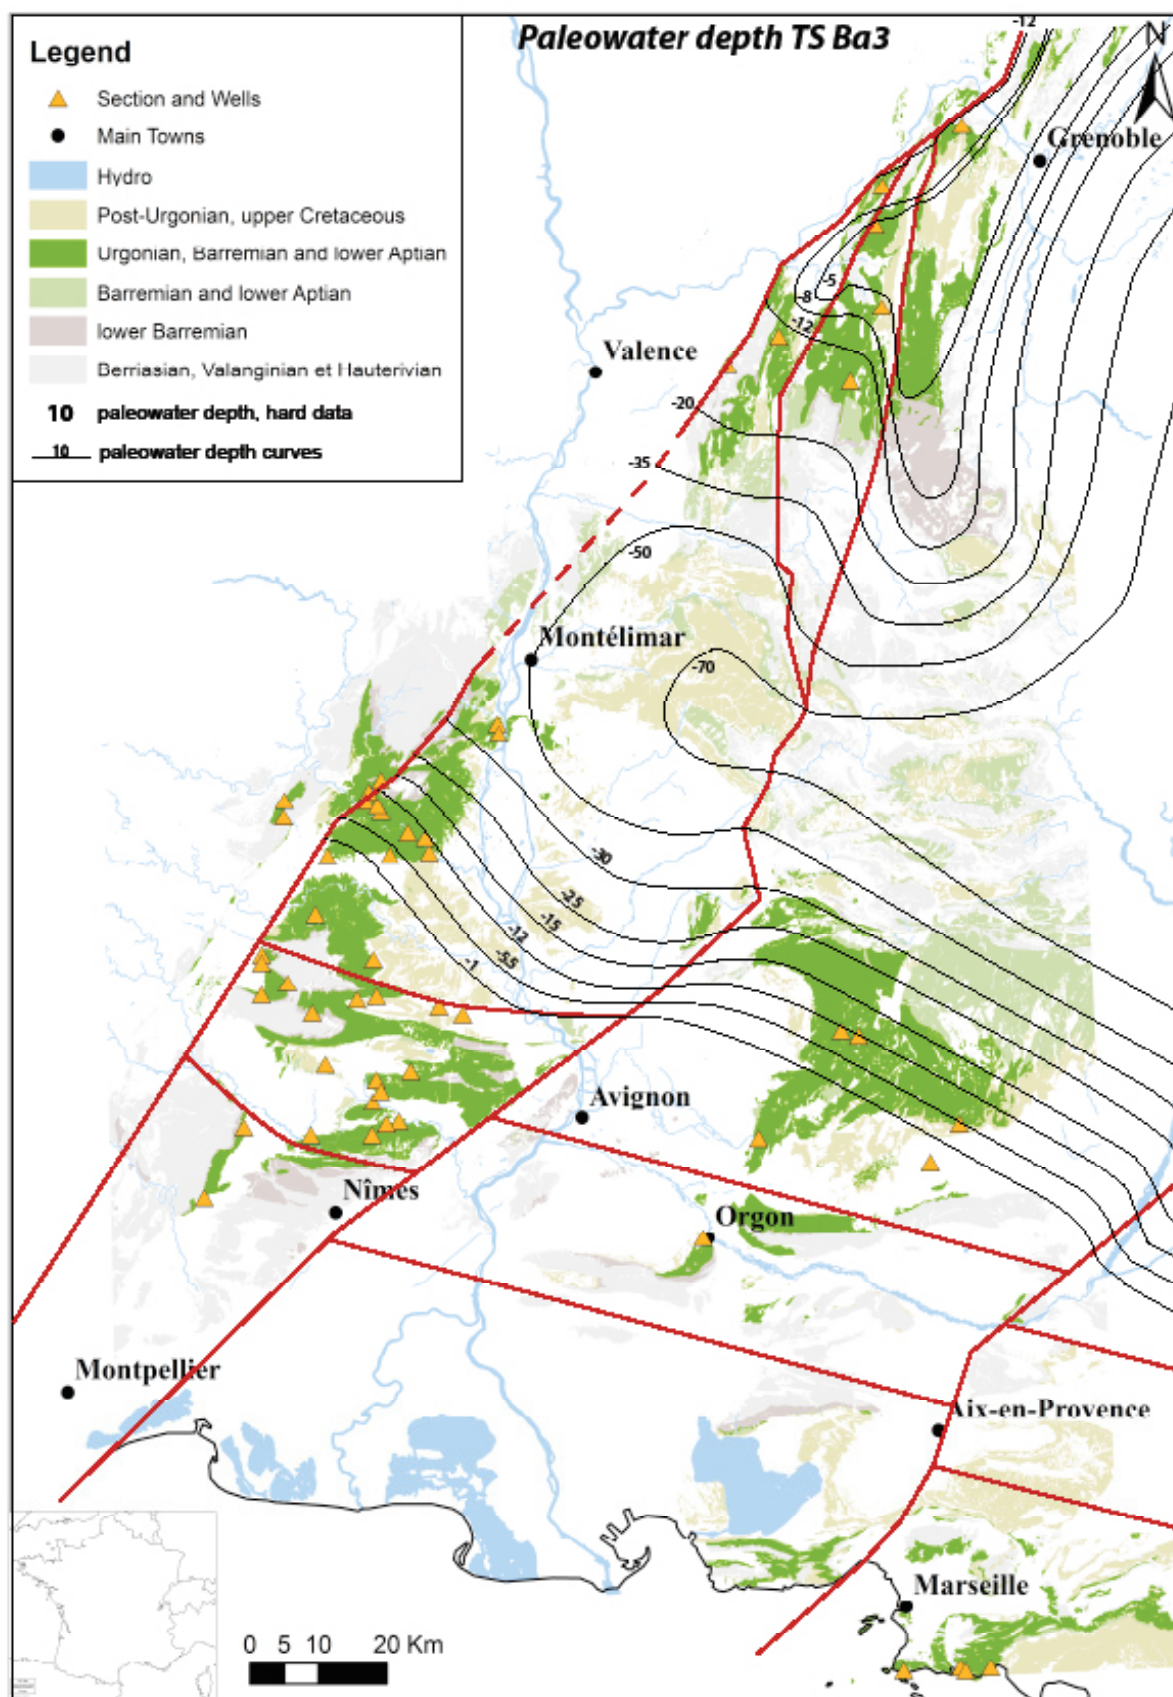 Paleowater depth TS Ba3
-12
N
Legend
Section and Wells
Main Towns
Hydro
Post-Urgonian, upper Cretaceous
Urgonian, Barremian and lower Aptian
Barremian and lower Aptian
lower Barremian
Berriasian, Valanginian et Hauterivian
10 paleowater depth, hard data
10 paleowater depth curves
Grenoble
-5
-8
-12
Valence
-20
-35
-50
Montélimar
-70
-30
-25
-15
-12
-5.5
-1
Avignon
Nîmes
Orgon
Montpellier
Aix-en-Provence
Marseille
0 5 10 20 Km